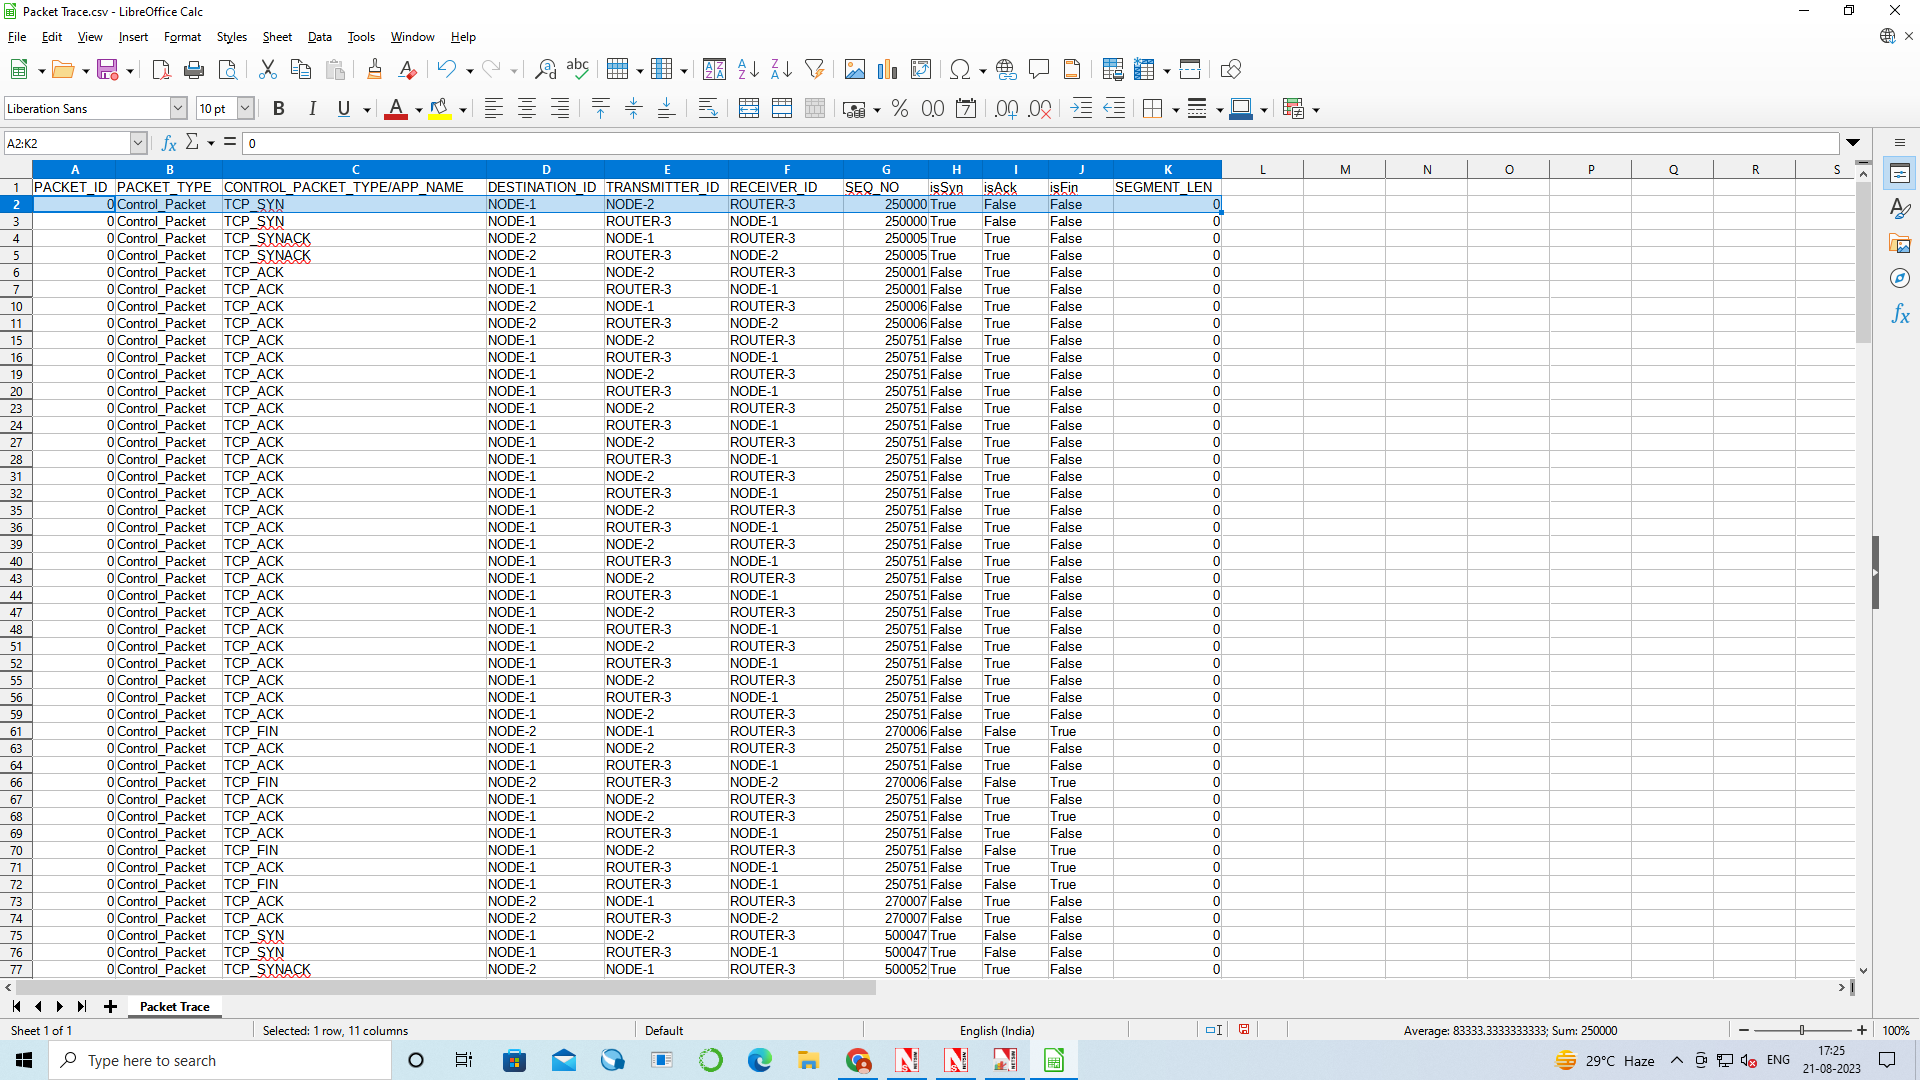 Packet Trace.csv - LibreOffice Calc
File Edit View Insert Format Styles Sheet Data Tools Window Help
Liberation Sans 10 pt
A2:K2 0
A B C D E F G H I J K L M N O P Q R S
1 PACKET_ID PACKET_TYPE CONTROL_PACKET_TYPE/APP_NAME DESTINATION_ID TRANSMITTER_ID RECEIVER_ID SEQ_NO isSyn isAck isFin SEGMENT_LEN
2 0 Control_Packet TCP_SYN NODE-1 NODE-2 ROUTER-3 250000 True False False 0
3 0 Control_Packet TCP_SYN NODE-1 ROUTER-3 NODE-1 250000 True False False 0
4 0 Control_Packet TCP_SYNACK NODE-2 NODE-1 ROUTER-3 250005 True True False 0
5 0 Control_Packet TCP_SYNACK NODE-2 ROUTER-3 NODE-2 250005 True True False 0
6 0 Control_Packet TCP_ACK NODE-1 NODE-2 ROUTER-3 250001 False True False 0
7 0 Control_Packet TCP_ACK NODE-1 ROUTER-3 NODE-1 250001 False True False 0
10 0 Control_Packet TCP_ACK NODE-2 NODE-1 ROUTER-3 250006 False True False 0
11 0 Control_Packet TCP_ACK NODE-2 ROUTER-3 NODE-2 250006 False True False 0
15 0 Control_Packet TCP_ACK NODE-1 NODE-2 ROUTER-3 250751 False True False 0
16 0 Control_Packet TCP_ACK NODE-1 ROUTER-3 NODE-1 250751 False True False 0
19 0 Control_Packet TCP_ACK NODE-1 NODE-2 ROUTER-3 250751 False True False 0
20 0 Control_Packet TCP_ACK NODE-1 ROUTER-3 NODE-1 250751 False True False 0
23 0 Control_Packet TCP_ACK NODE-1 NODE-2 ROUTER-3 250751 False True False 0
24 0 Control_Packet TCP_ACK NODE-1 ROUTER-3 NODE-1 250751 False True False 0
27 0 Control_Packet TCP_ACK NODE-1 NODE-2 ROUTER-3 250751 False True False 0
28 0 Control_Packet TCP_ACK NODE-1 ROUTER-3 NODE-1 250751 False True False 0
31 0 Control_Packet TCP_ACK NODE-1 NODE-2 ROUTER-3 250751 False True False 0
32 0 Control_Packet TCP_ACK NODE-1 ROUTER-3 NODE-1 250751 False True False 0
35 0 Control_Packet TCP_ACK NODE-1 NODE-2 ROUTER-3 250751 False True False 0
36 0 Control_Packet TCP_ACK NODE-1 ROUTER-3 NODE-1 250751 False True False 0
39 0 Control_Packet TCP_ACK NODE-1 NODE-2 ROUTER-3 250751 False True False 0
40 0 Control_Packet TCP_ACK NODE-1 ROUTER-3 NODE-1 250751 False True False 0
43 0 Control_Packet TCP_ACK NODE-1 NODE-2 ROUTER-3 250751 False True False 0
44 0 Control_Packet TCP_ACK NODE-1 ROUTER-3 NODE-1 250751 False True False 0
47 0 Control_Packet TCP_ACK NODE-1 NODE-2 ROUTER-3 250751 False True False 0
48 0 Control_Packet TCP_ACK NODE-1 ROUTER-3 NODE-1 250751 False True False 0
51 0 Control_Packet TCP_ACK NODE-1 NODE-2 ROUTER-3 250751 False True False 0
52 0 Control_Packet TCP_ACK NODE-1 ROUTER-3 NODE-1 250751 False True False 0
55 0 Control_Packet TCP_ACK NODE-1 NODE-2 ROUTER-3 250751 False True False 0
56 0 Control_Packet TCP_ACK NODE-1 ROUTER-3 NODE-1 250751 False True False 0
59 0 Control_Packet TCP_ACK NODE-1 NODE-2 ROUTER-3 250751 False True False 0
61 0 Control_Packet TCP_FIN NODE-2 NODE-1 ROUTER-3 270006 False False True 0
63 0 Control_Packet TCP_ACK NODE-1 NODE-2 ROUTER-3 250751 False True False 0
64 0 Control_Packet TCP_ACK NODE-1 ROUTER-3 NODE-1 250751 False True False 0
66 0 Control_Packet TCP_FIN NODE-2 ROUTER-3 NODE-2 270006 False False True 0
67 0 Control_Packet TCP_ACK NODE-1 NODE-2 ROUTER-3 250751 False True False 0
68 0 Control_Packet TCP_ACK NODE-1 NODE-2 ROUTER-3 250751 False True True 0
69 0 Control_Packet TCP_ACK NODE-1 ROUTER-3 NODE-1 250751 False True False 0
70 0 Control_Packet TCP_FIN NODE-1 NODE-2 ROUTER-3 250751 False False True 0
71 0 Control_Packet TCP_ACK NODE-1 ROUTER-3 NODE-1 250751 False True True 0
72 0 Control_Packet TCP_FIN NODE-1 ROUTER-3 NODE-1 250751 False False True 0
73 0 Control_Packet TCP_ACK NODE-2 NODE-1 ROUTER-3 270007 False True False 0
74 0 Control_Packet TCP_ACK NODE-2 ROUTER-3 NODE-2 270007 False True False 0
75 0 Control_Packet TCP_SYN NODE-1 NODE-2 ROUTER-3 500047 True False False 0
76 0 Control_Packet TCP_SYN NODE-1 ROUTER-3 NODE-1 500047 True False False 0
77 0 Control_Packet TCP_SYNACK NODE-2 NODE-1 ROUTER-3 500052 True True False 0
Packet Trace
Sheet 1 of 1 Selected: 1 row, 11 columns Default English (India) Average: 83333.3333333333; Sum: 250000 100%
Type here to search 29°C Haze ENG 17:25
21-08-2023